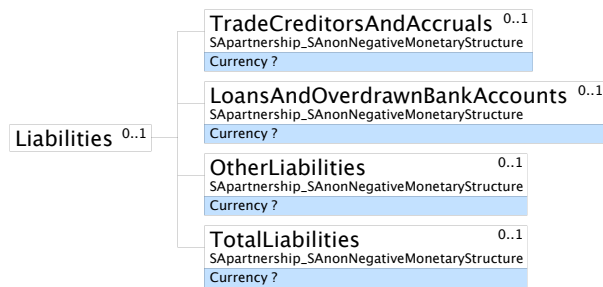 TradeCreditorsAndAccruals 0..1
SApartnership_SAnonNegativeMonetaryStructure
Currency ?
LoansAndOverdrawnBankAccounts 0..1
SApartnership_SAnonNegativeMonetaryStructure
Currency ?
Liabilities 0..1
OtherLiabilities 0..1
SApartnership_SAnonNegativeMonetaryStructure
Currency ?
TotalLiabilities 0..1
SApartnership_SAnonNegativeMonetaryStructure
Currency ?